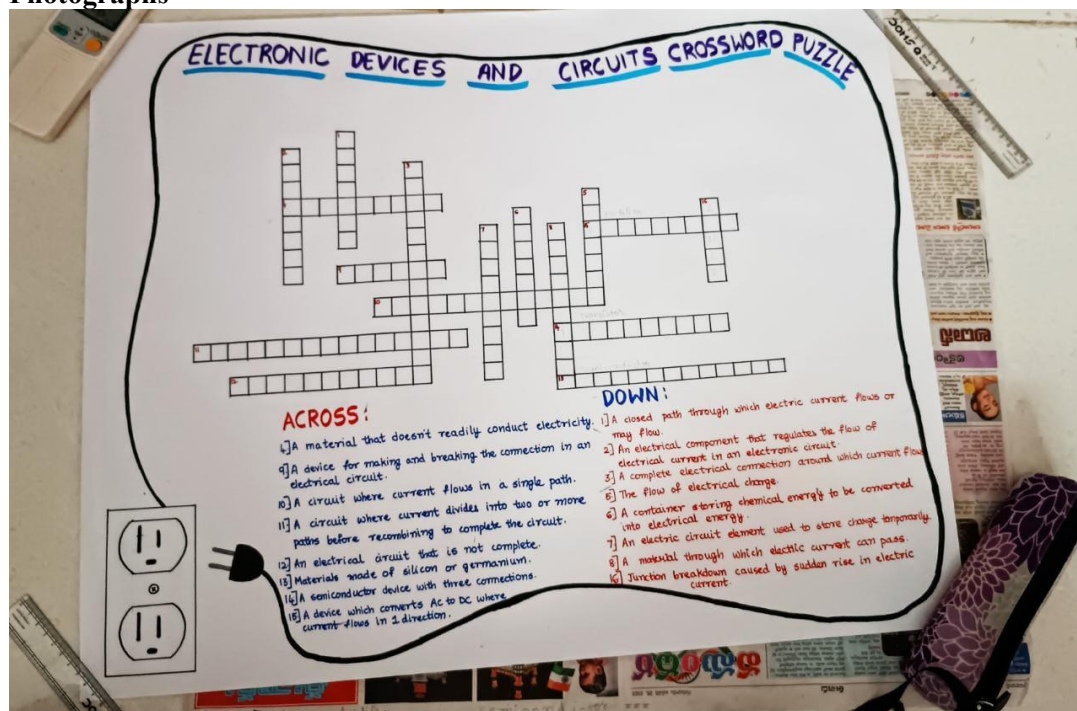 Photographs
ELECTRONIC DEVICES AND CIRCUITS CROSSWORD PUZZLE
ACROSS:
4]A material that doesn't readily conduct electricity.
9]A device for making and breaking the connection in an
electrical circuit.
10]A circuit where current flows in a single path.
11]A circuit where current divides into two or more
paths before recombining to complete the circuit.
12]An electrical circuit that is not complete.
13]Materials made of silicon or germanium.
14]A semiconductor device with three connections.
15]A device which converts AC to DC where
current flows in 1 direction.
DOWN:
1]A closed path through which electric current flows or
may flow.
2] An electrical component that regulates the flow of
electrical current in an electronic circuit.
3] A complete electrical connection around which current flows
5] The flow of electrical charge.
6] A container storing chemical energy to be converted
into electrical energy.
7] An electric circuit element used to store charge temporarily.
8] A material through which electric current can pass.
16] Junction breakdown caused by sudden rise in electric
current.